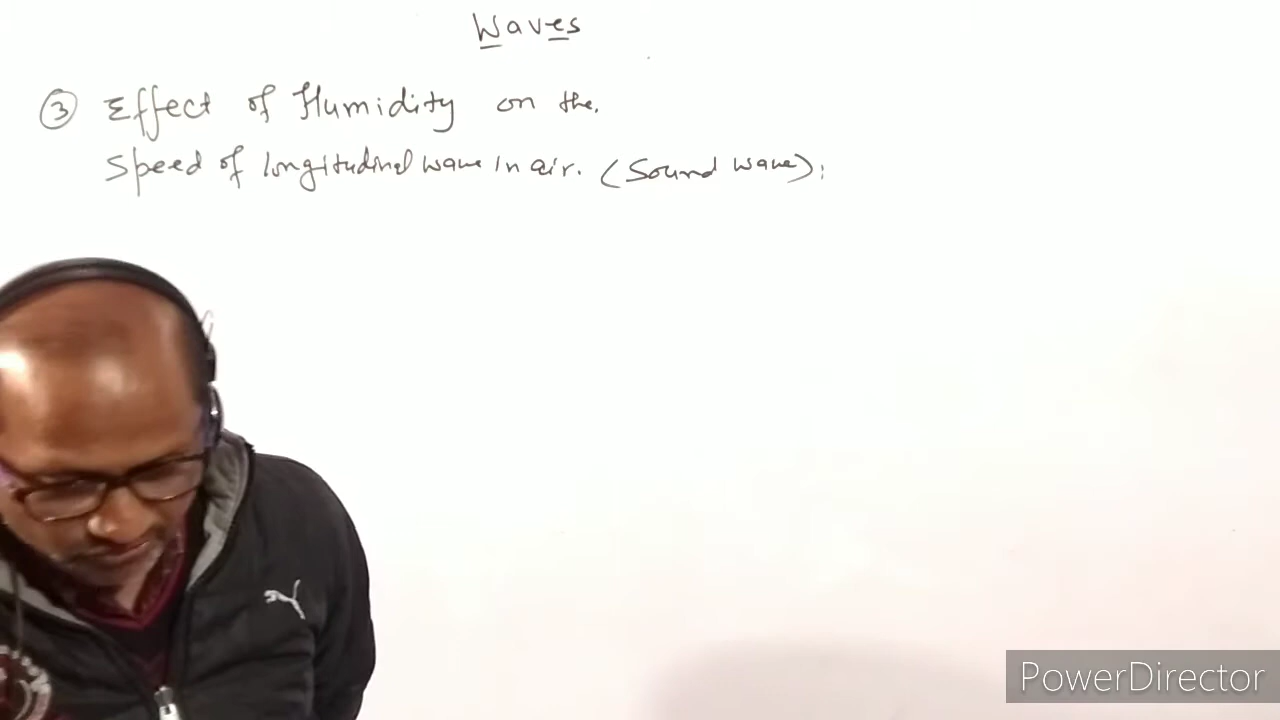 Waves
③ Effect of Humidity on the.
Speed of longitudinal wave in air. (Sound wave):
PowerDirector